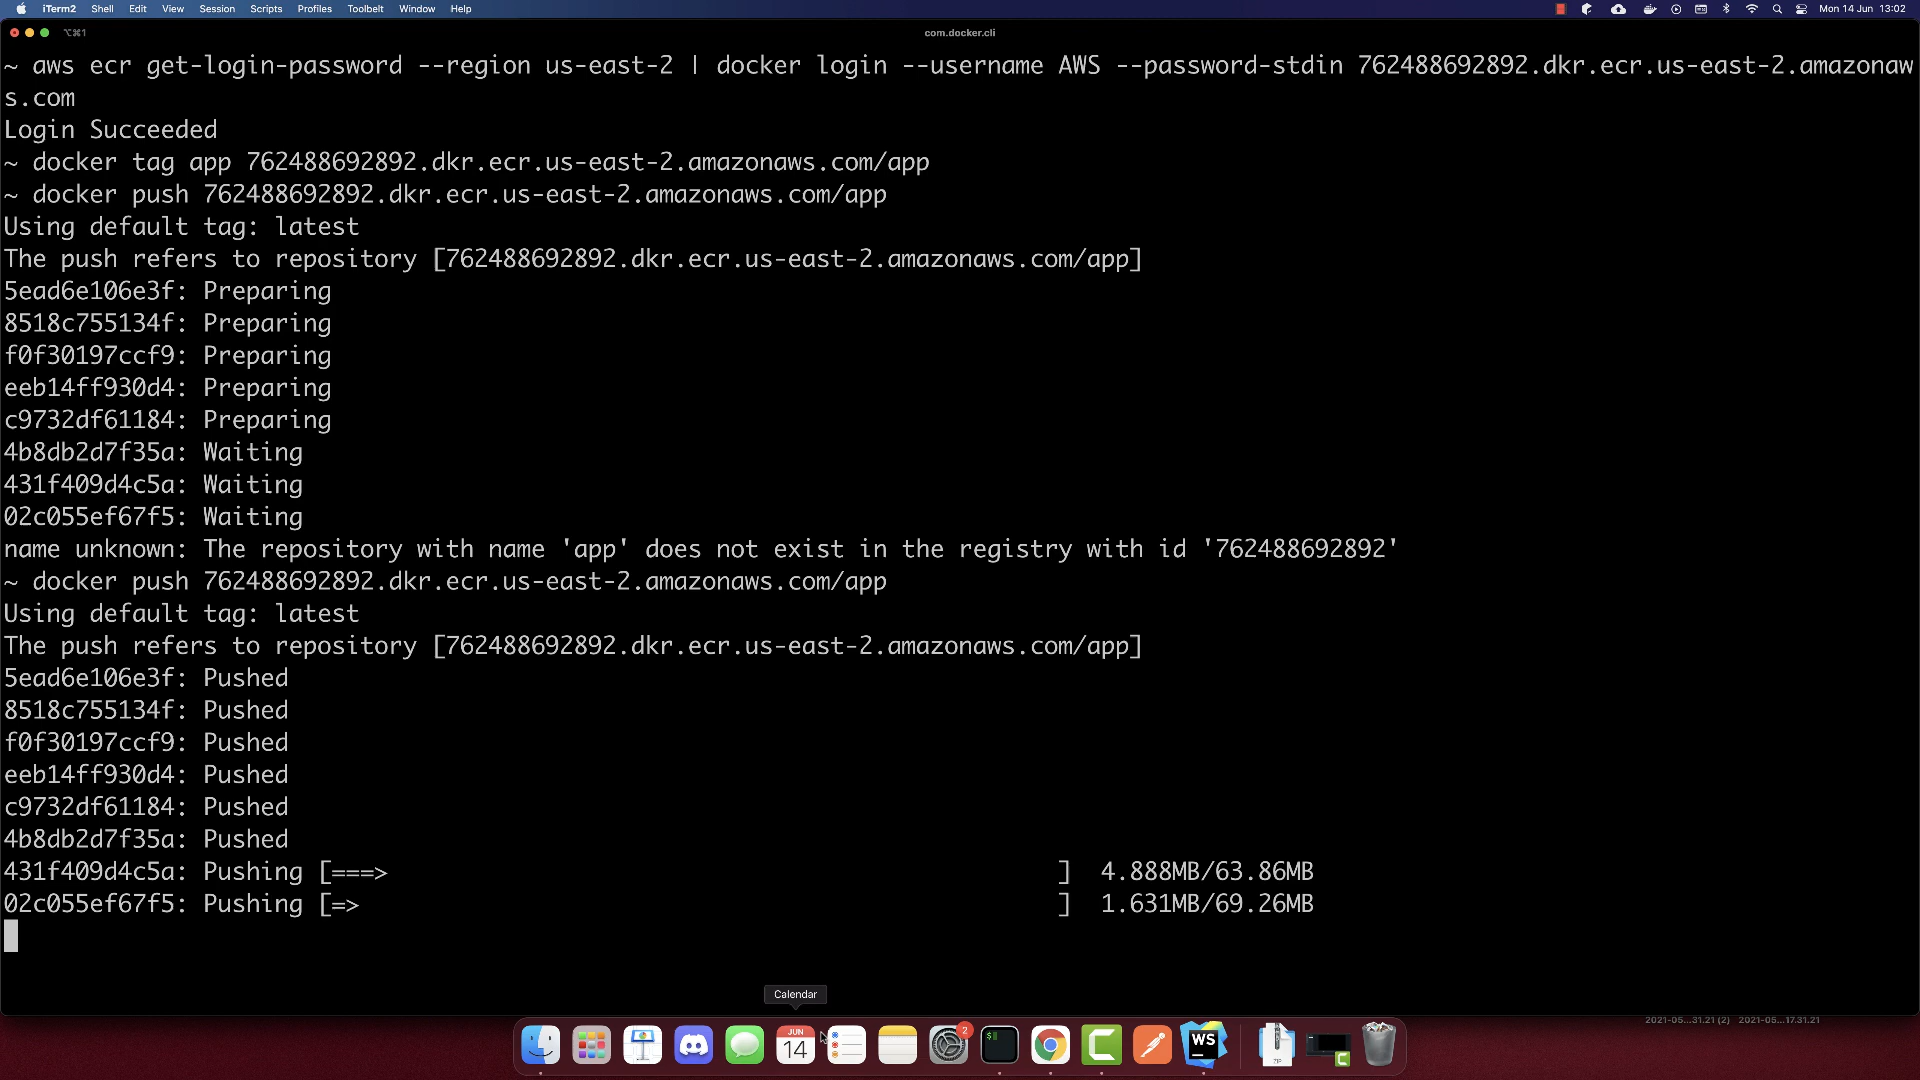 iTerm2 Shell Edit View Session Scripts Profiles Toolbelt Window Help Mon 14 Jun 13:02
⌥⌘1 com.docker.cli
~ aws ecr get-login-password --region us-east-2 | docker login --username AWS --password-stdin 762488692892.dkr.ecr.us-east-2.amazonaw
s.com
Login Succeeded
~ docker tag app 762488692892.dkr.ecr.us-east-2.amazonaws.com/app
~ docker push 762488692892.dkr.ecr.us-east-2.amazonaws.com/app
Using default tag: latest
The push refers to repository [762488692892.dkr.ecr.us-east-2.amazonaws.com/app]
5ead6e106e3f: Preparing
8518c755134f: Preparing
f0f30197ccf9: Preparing
eeb14ff930d4: Preparing
c9732df61184: Preparing
4b8db2d7f35a: Waiting
431f409d4c5a: Waiting
02c055ef67f5: Waiting
name unknown: The repository with name 'app' does not exist in the registry with id '762488692892'
~ docker push 762488692892.dkr.ecr.us-east-2.amazonaws.com/app
Using default tag: latest
The push refers to repository [762488692892.dkr.ecr.us-east-2.amazonaws.com/app]
5ead6e106e3f: Pushed
8518c755134f: Pushed
f0f30197ccf9: Pushed
eeb14ff930d4: Pushed
c9732df61184: Pushed
4b8db2d7f35a: Pushed
431f409d4c5a: Pushing [===> ] 4.888MB/63.86MB
02c055ef67f5: Pushing [=> ] 1.631MB/69.26MB
Calendar
2021-05...31.21 (2) 2021-05...17.31.21
JUN
14
2
$
WS
ZIP